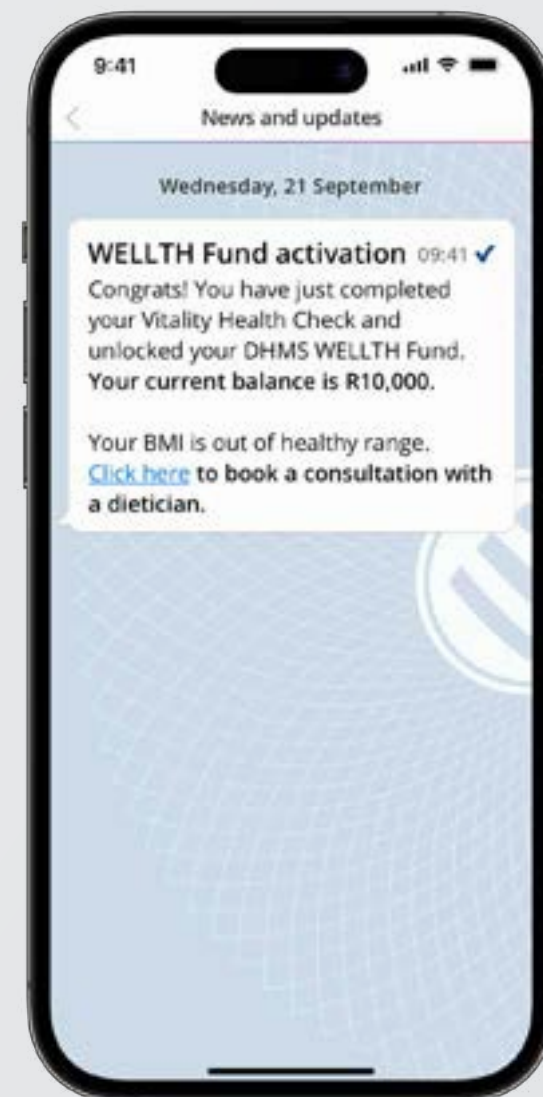 9:41
News and updates
Wednesday, 21 September
WELLTH Fund activation 09:41 ✓
Congrats! You have just completed
your Vitality Health Check and
unlocked your DHMS WELLTH Fund.
Your current balance is R10,000.
Your BMI is out of healthy range.
Click here to book a consultation with
a dietician.